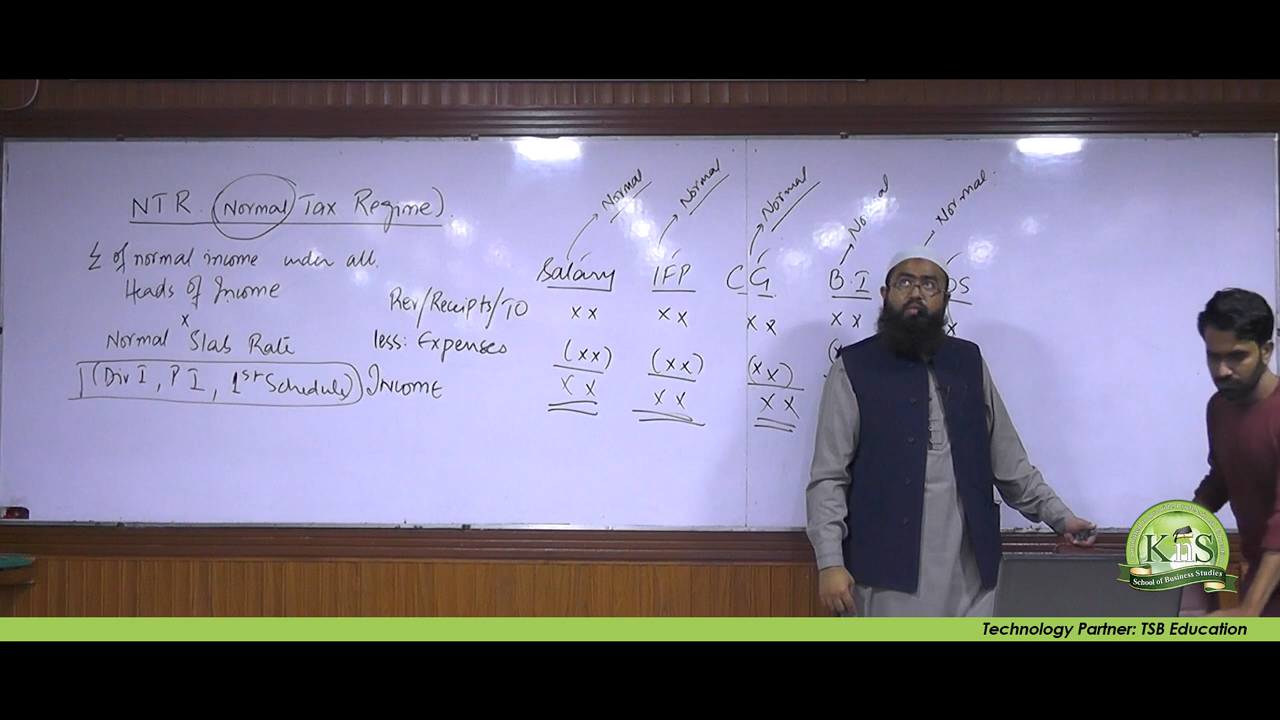 NTR (Normal Tax Regime).
Σ of normal income under all.
Heads of Income
x
Normal Slab Rate
(Div I, P I, 1st Schedule)
Rev/Receipts/TO
less: Expenses
Income
Normal Normal Normal Normal Normal.
Salary IFP CG B.I OS
xx xx xx xx x
(xx) (xx) (xx) (x
xx xx xx
KnS
School of Business Studies
Technology Partner: TSB Education